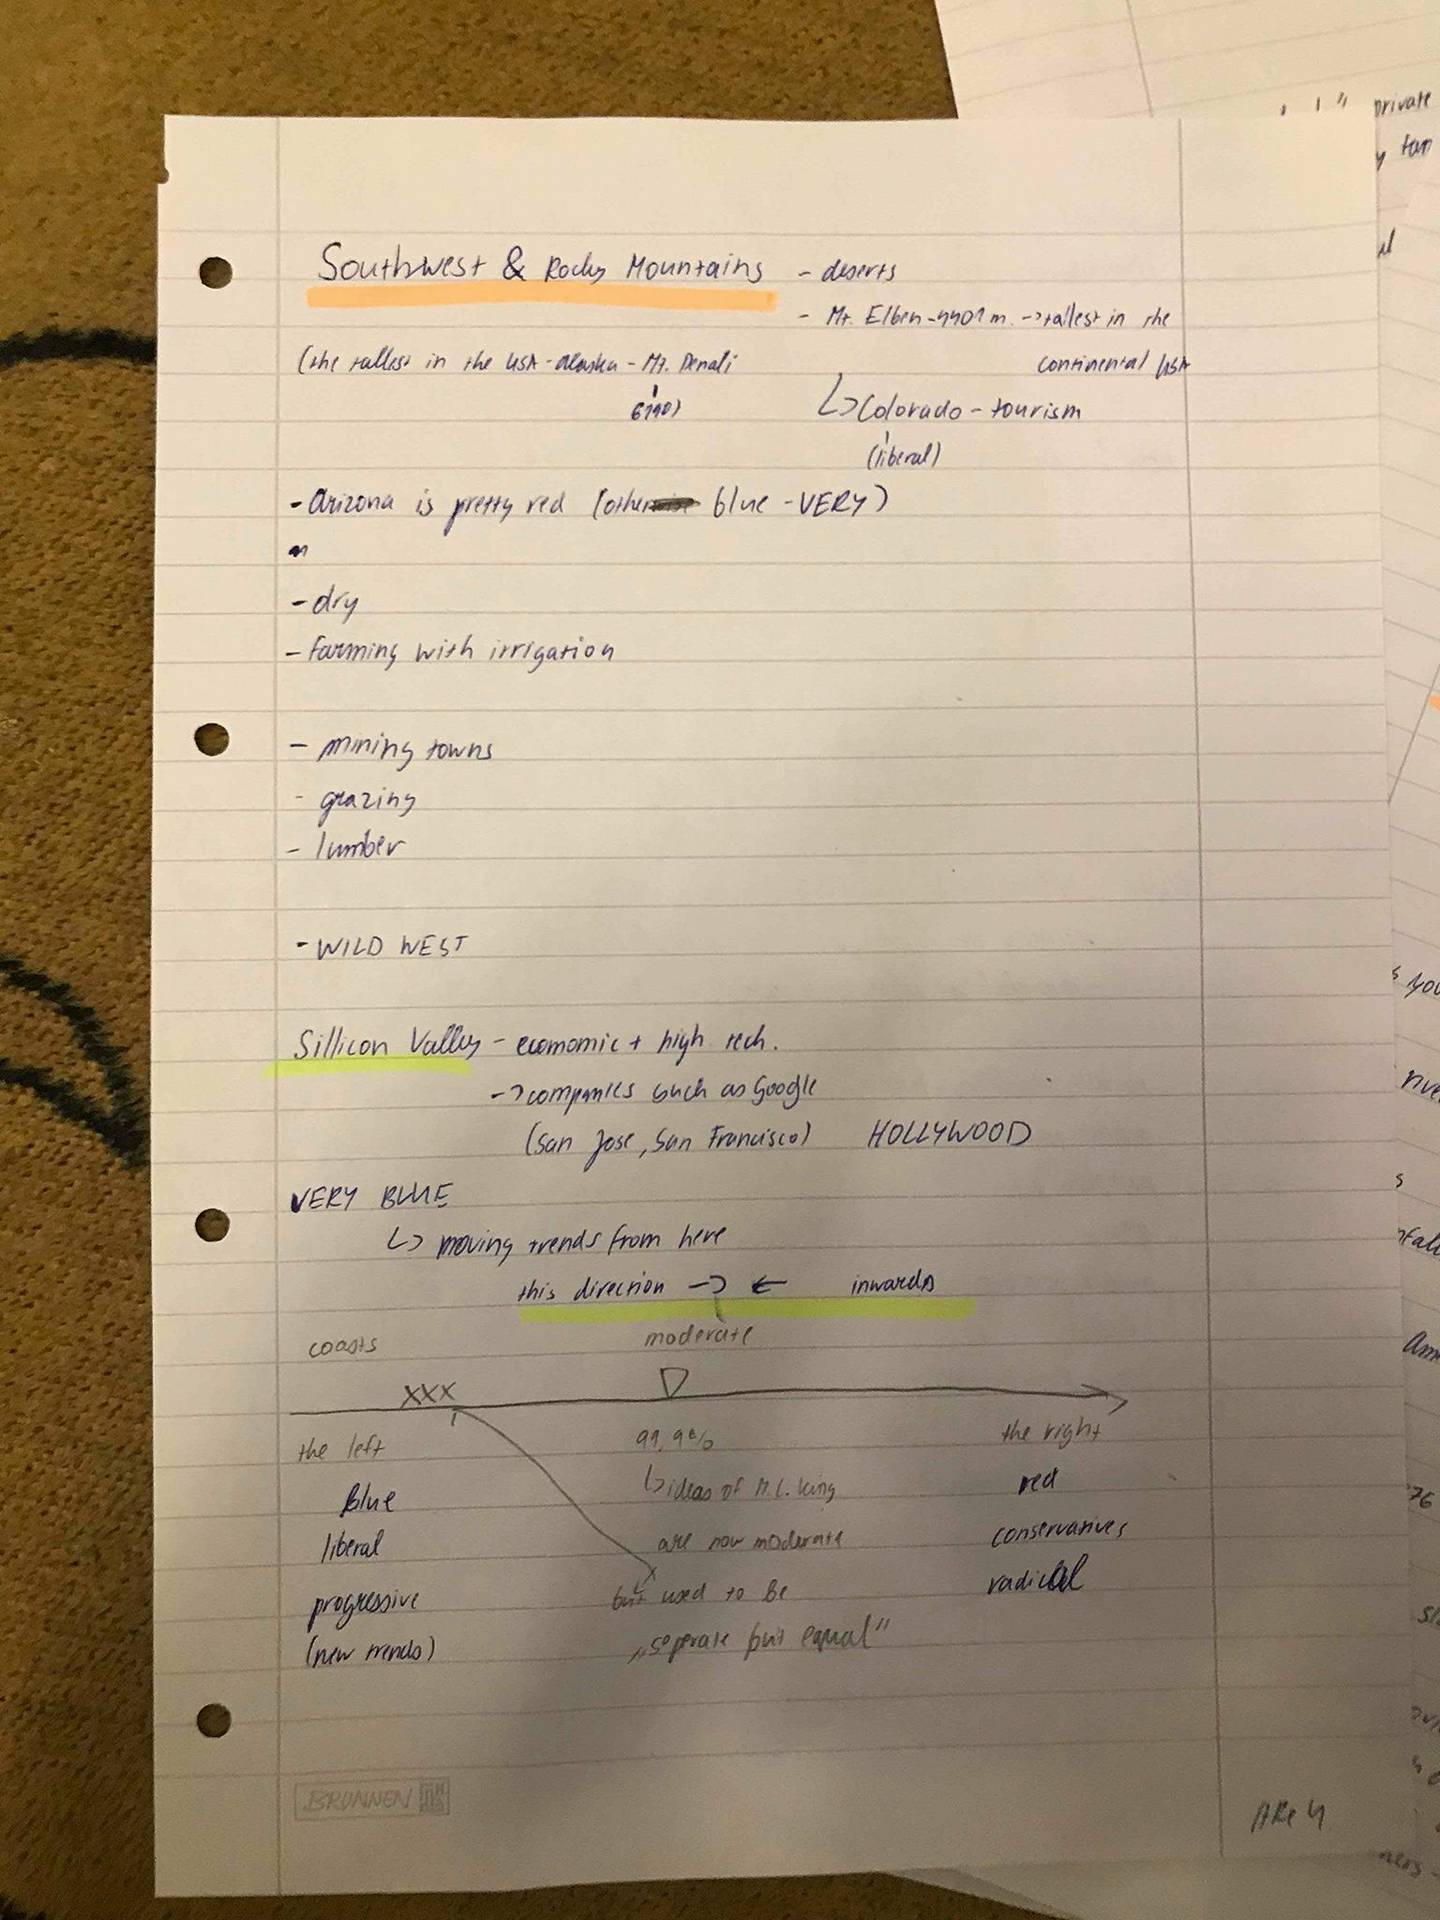 Southwest & Rocky Mountains - deserts
- Mt. Elben - 4401 m. -> tallest in the
(the tallest in the USA - alaska - Mt. Denali
continental USA
6190)
↳ Colorado - tourism
(liberal)
- Arizona is pretty red (otherwise blue - VERY)
- dry
- farming with irrigation
- mining towns
- grazing
- lumber
- WILD WEST
Sillicon Valley - economic + high tech.
-> companies such as Google
(San Jose, San Francisco) HOLLYWOOD
VERY BLUE
↳ moving trends from here
this direction -> <- inwards
coasts moderate
XXX
the left 99,9% the right
Blue ↳ ideas of M.L. King red
liberal are now moderate conservatives
progressive but used to be radical
(new trends) „seperate but equal"
BRUNNEN
ARe 4
private